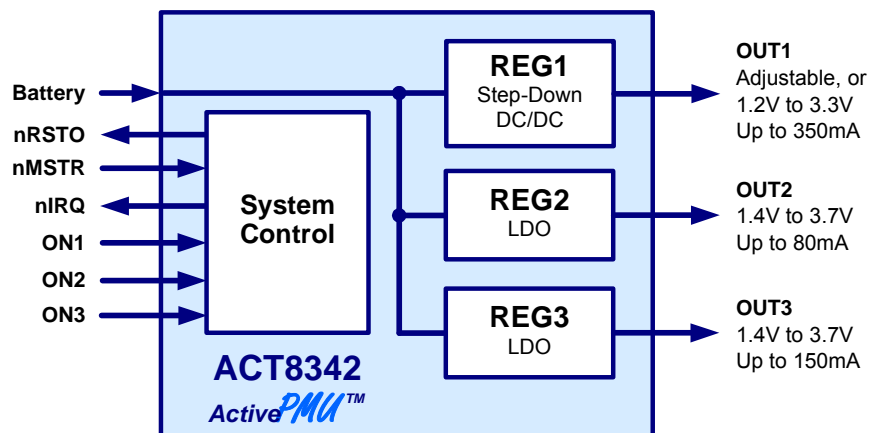 Battery
nRSTO
nMSTR
nIRQ
ON1
ON2
ON3
System
Control
ACT8342
ActivePMU™
REG1
Step-Down
DC/DC
REG2
LDO
REG3
LDO
OUT1
Adjustable, or
1.2V to 3.3V
Up to 350mA
OUT2
1.4V to 3.7V
Up to 80mA
OUT3
1.4V to 3.7V
Up to 150mA